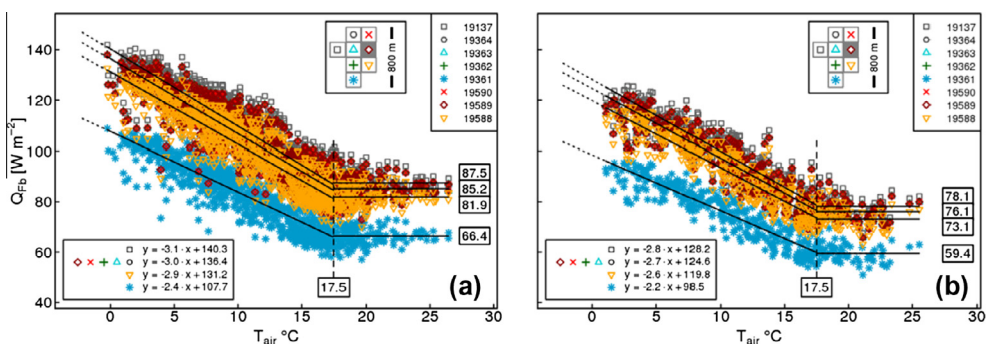 140
120
100
80
60
40
Q_Fb [W m⁻²]
800 m
19137
19364
19363
19362
19361
19590
19589
19588
87.5
85.2
81.9
66.4
y = -3.1· x +140.3
y = -3.0· x +136.4
y = -2.9· x +131.2
y = -2.4· x +107.7
17.5
(a)
0 5 10 15 20 25 30
T_air °C
800 m
19137
19364
19363
19362
19361
19590
19589
19588
78.1
76.1
73.1
59.4
y = -2.8· x +128.2
y = -2.7· x +124.6
y = -2.6· x +119.8
y = -2.2· x +98.5
17.5
(b)
0 5 10 15 20 25 30
T_air °C